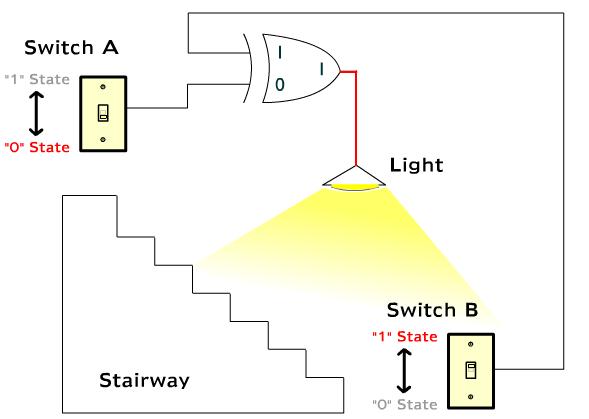 Switch A
"1" State
"0" State
1
0
1
Light
Switch B
"1" State
"0" State
Stairway